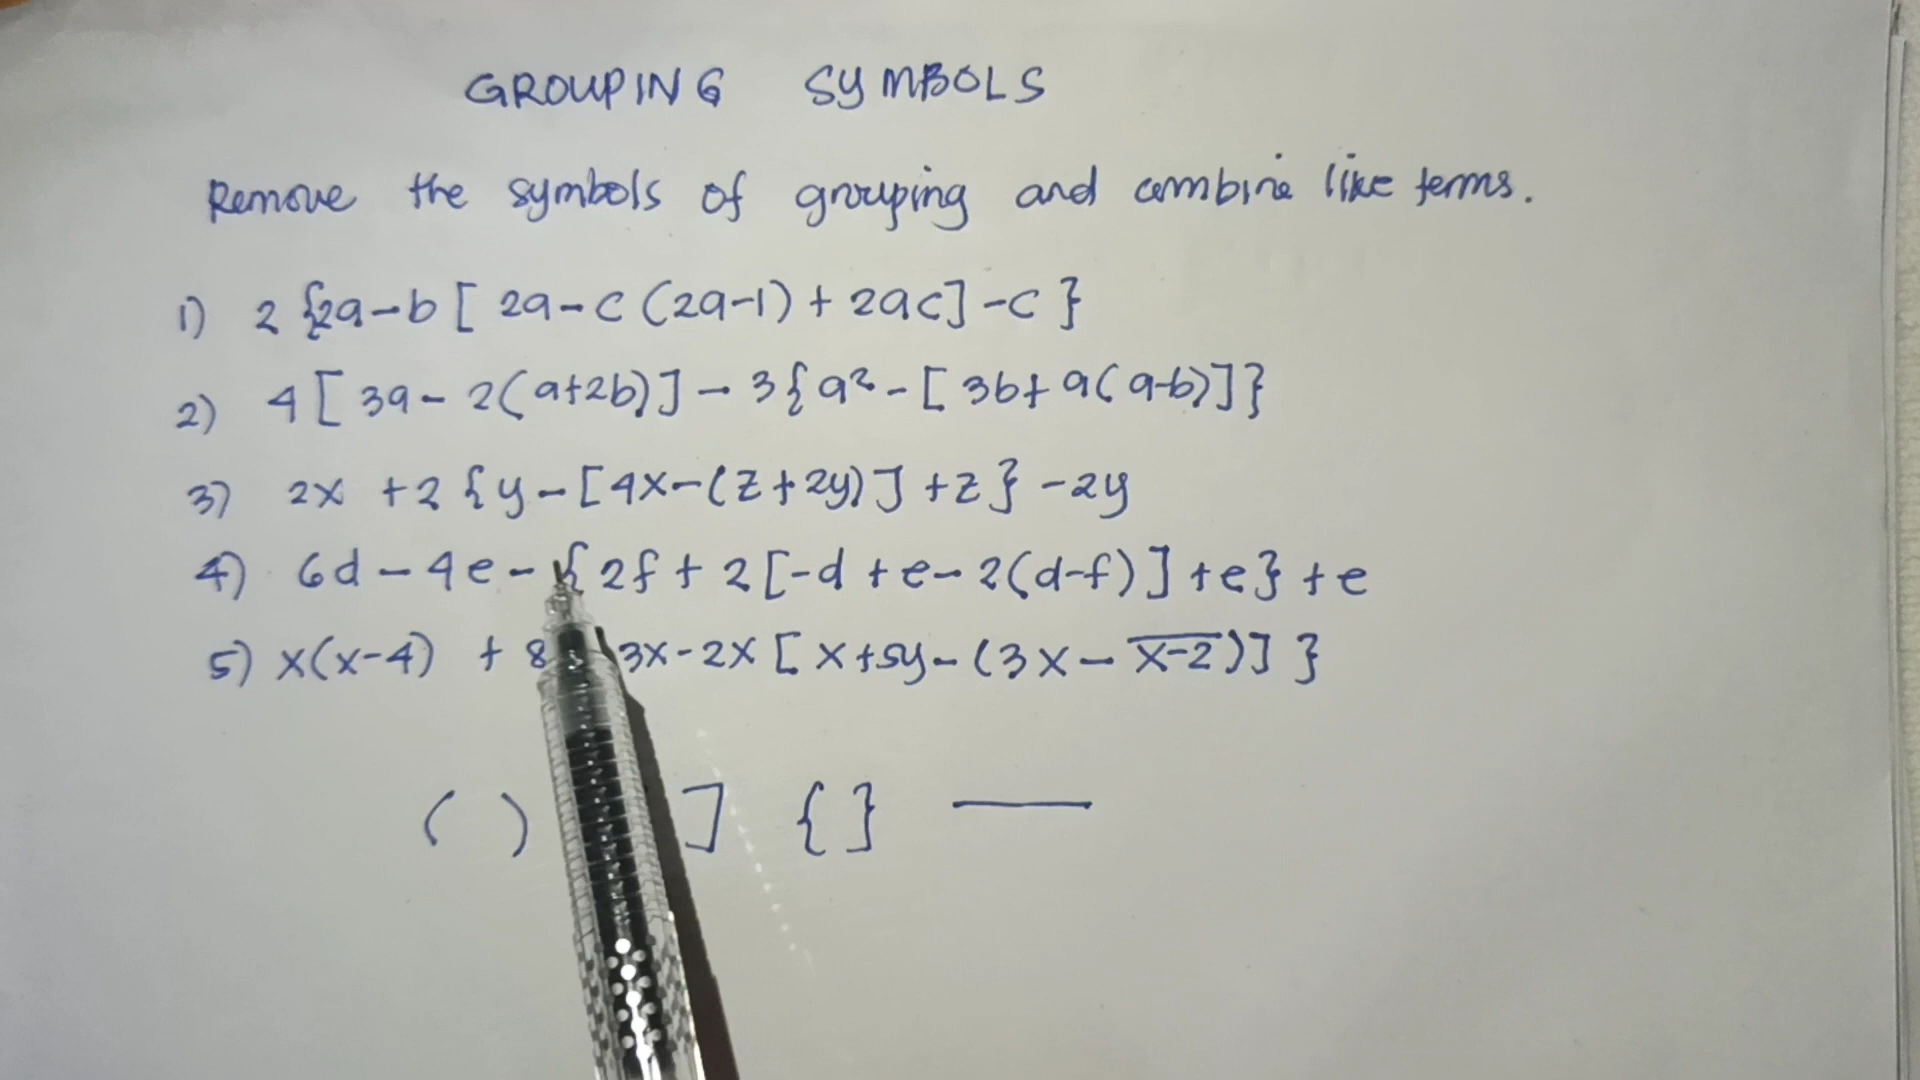 GROUPING SYMBOLS
Remove the symbols of grouping and combine like terms.
1) 2 {2a-b [ 2a-c (2a-1) + 2ac] -c }
2) 4 [ 3a - 2(a+2b)] - 3{a² - [ 3b+ a( a-b)]}
3) 2x + 2 {y - [4x-(z+2y)] +z} -2y
4) 6d - 4e - {2f + 2 [-d +e- 2(d-f)] +e} +e
5) x(x-4) + 8 3x-2x [ x+5y-(3x- x̅-̅2̅)] }
( ) ] { } —